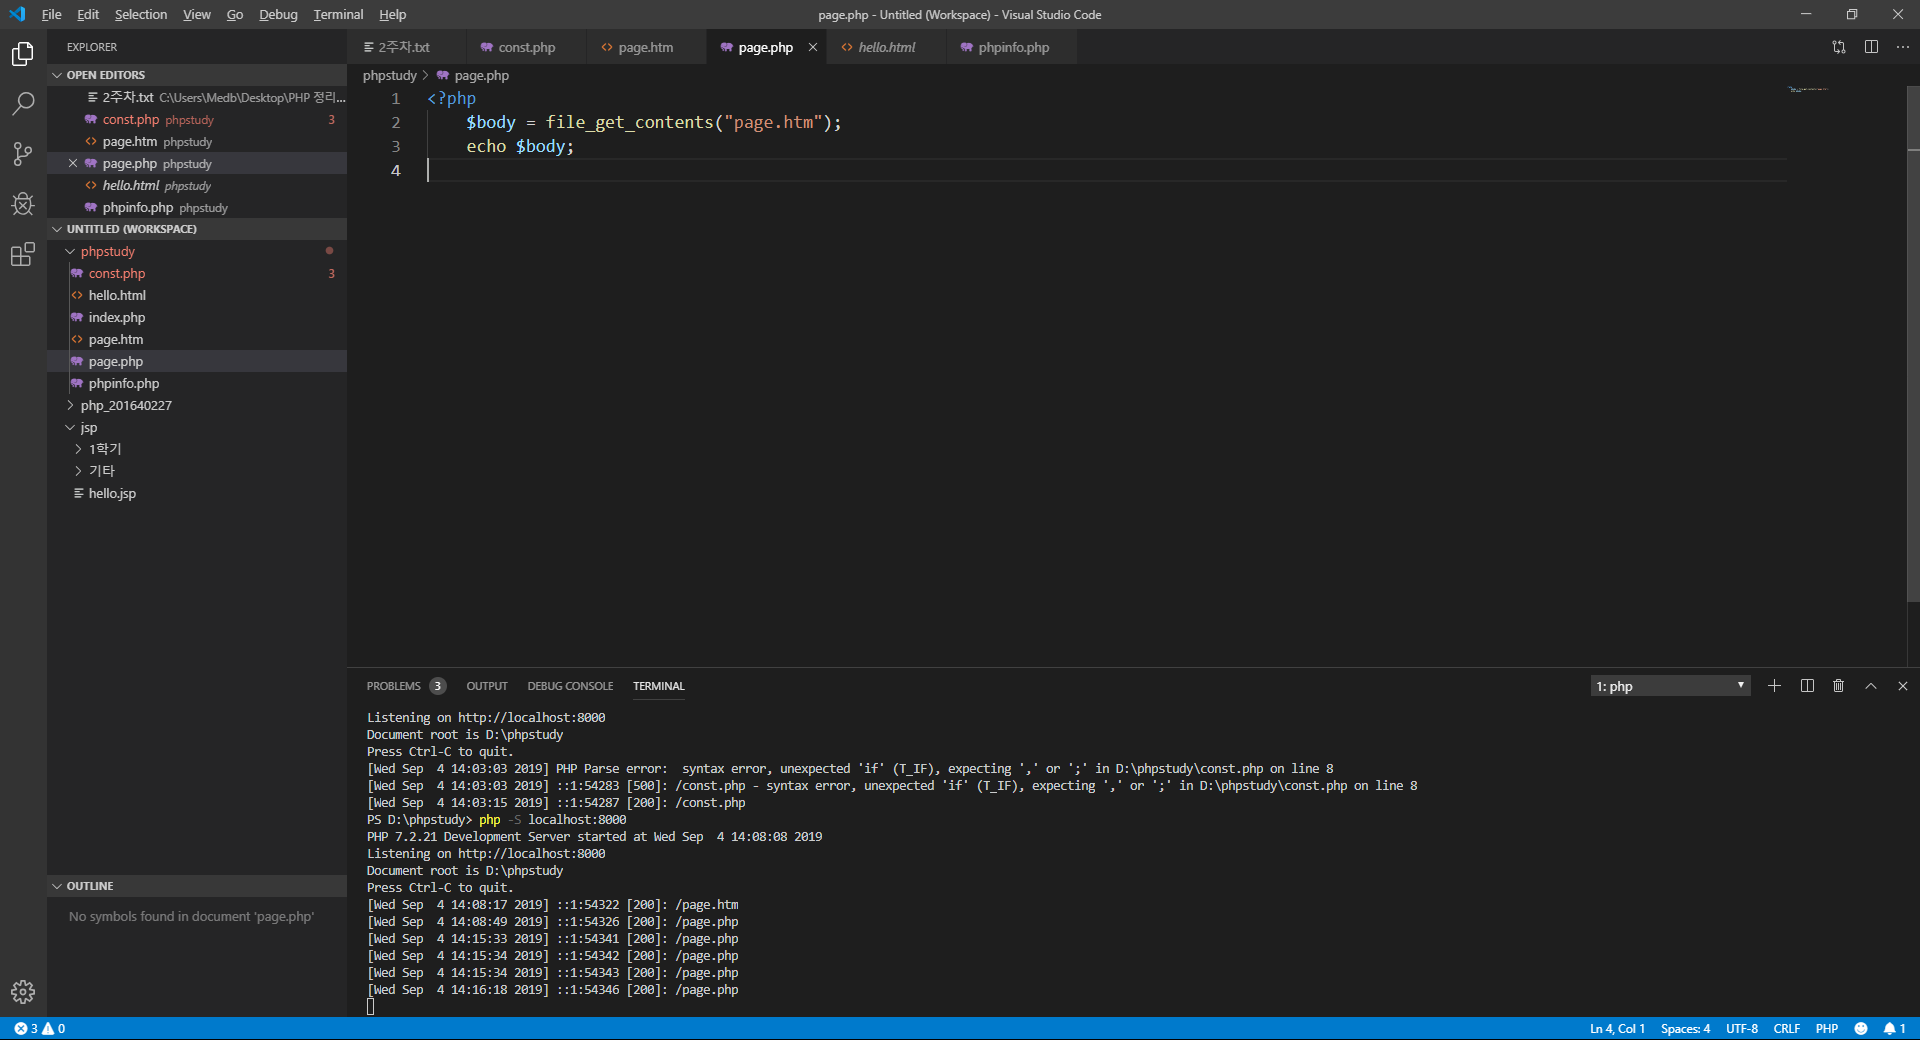 File Edit Selection View Go Debug Terminal Help
page.php - Untitled (Workspace) - Visual Studio Code
EXPLORER
OPEN EDITORS
2주차.txt C:\Users\Medb\Desktop\PHP 정리...
const.php phpstudy 3
page.htm phpstudy
page.php phpstudy
hello.html phpstudy
phpinfo.php phpstudy
UNTITLED (WORKSPACE)
phpstudy
const.php 3
hello.html
index.php
page.htm
page.php
phpinfo.php
php_201640227
jsp
1학기
기타
hello.jsp
OUTLINE
No symbols found in document 'page.php'
2주차.txt const.php page.htm page.php hello.html phpinfo.php
phpstudy page.php
1 <?php
2 $body = file_get_contents("page.htm");
3 echo $body;
4
PROBLEMS 3 OUTPUT DEBUG CONSOLE TERMINAL
1: php
Listening on http://localhost:8000
Document root is D:\phpstudy
Press Ctrl-C to quit.
[Wed Sep  4 14:03:03 2019] PHP Parse error:  syntax error, unexpected 'if' (T_IF), expecting ',' or ';' in D:\phpstudy\const.php on line 8
[Wed Sep  4 14:03:03 2019] ::1:54283 [500]: /const.php - syntax error, unexpected 'if' (T_IF), expecting ',' or ';' in D:\phpstudy\const.php on line 8
[Wed Sep  4 14:03:15 2019] ::1:54287 [200]: /const.php
PS D:\phpstudy> php -S localhost:8000
PHP 7.2.21 Development Server started at Wed Sep  4 14:08:08 2019
Listening on http://localhost:8000
Document root is D:\phpstudy
Press Ctrl-C to quit.
[Wed Sep  4 14:08:17 2019] ::1:54322 [200]: /page.htm
[Wed Sep  4 14:08:49 2019] ::1:54326 [200]: /page.php
[Wed Sep  4 14:15:33 2019] ::1:54341 [200]: /page.php
[Wed Sep  4 14:15:34 2019] ::1:54342 [200]: /page.php
[Wed Sep  4 14:15:34 2019] ::1:54343 [200]: /page.php
[Wed Sep  4 14:16:18 2019] ::1:54346 [200]: /page.php
3 0
Ln 4, Col 1 Spaces: 4 UTF-8 CRLF PHP 1